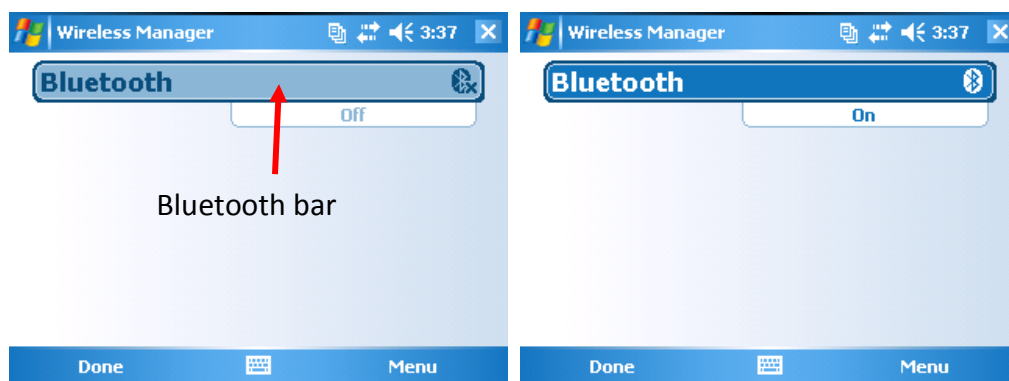 Wireless Manager 3:37
Bluetooth
Off
Bluetooth bar
Done Menu
Wireless Manager 3:37
Bluetooth
On
Done Menu